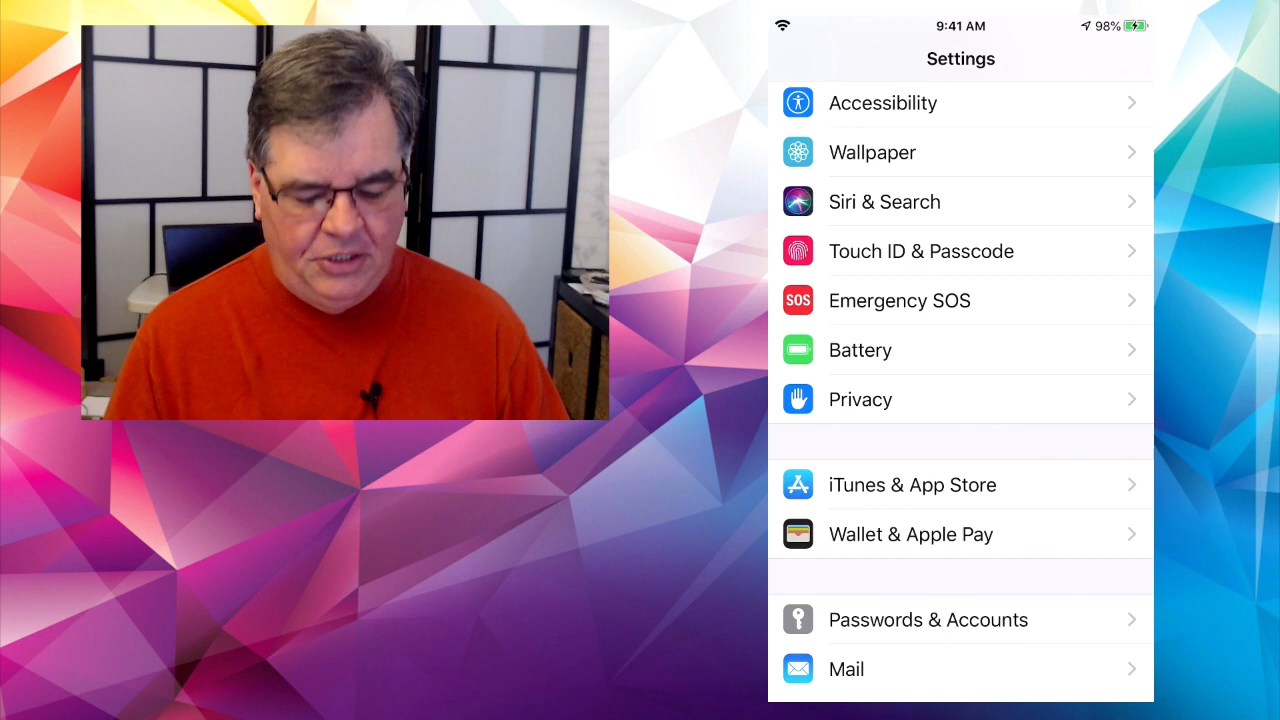 9:41 AM
98%
Settings
Accessibility
Wallpaper
Siri & Search
Touch ID & Passcode
SOS
Emergency SOS
Battery
Privacy
iTunes & App Store
Wallet & Apple Pay
Passwords & Accounts
Mail